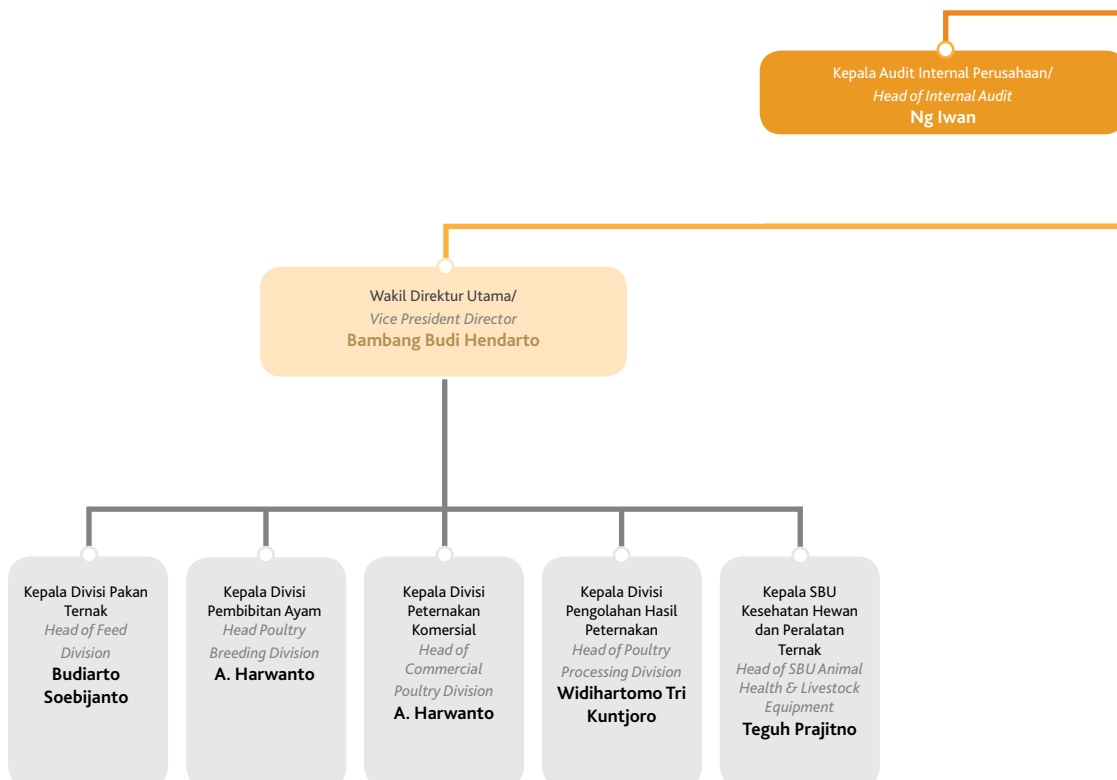 Kepala Audit Internal Perusahaan/
Head of Internal Audit
Ng Iwan
Wakil Direktur Utama/
Vice President Director
Bambang Budi Hendarto
Kepala Divisi Pakan
Ternak
Head of Feed
Division
Budiarto
Soebijanto
Kepala Divisi
Pembibitan Ayam
Head Poultry
Breeding Division
A. Harwanto
Kepala Divisi
Peternakan
Komersial
Head of
Commercial
Poultry Division
A. Harwanto
Kepala Divisi
Pengolahan Hasil
Peternakan
Head of Poultry
Processing Division
Widihartomo Tri
Kuntjoro
Kepala SBU
Kesehatan Hewan
dan Peralatan
Ternak
Head of SBU Animal
Health & Livestock
Equipment
Teguh Prajitno